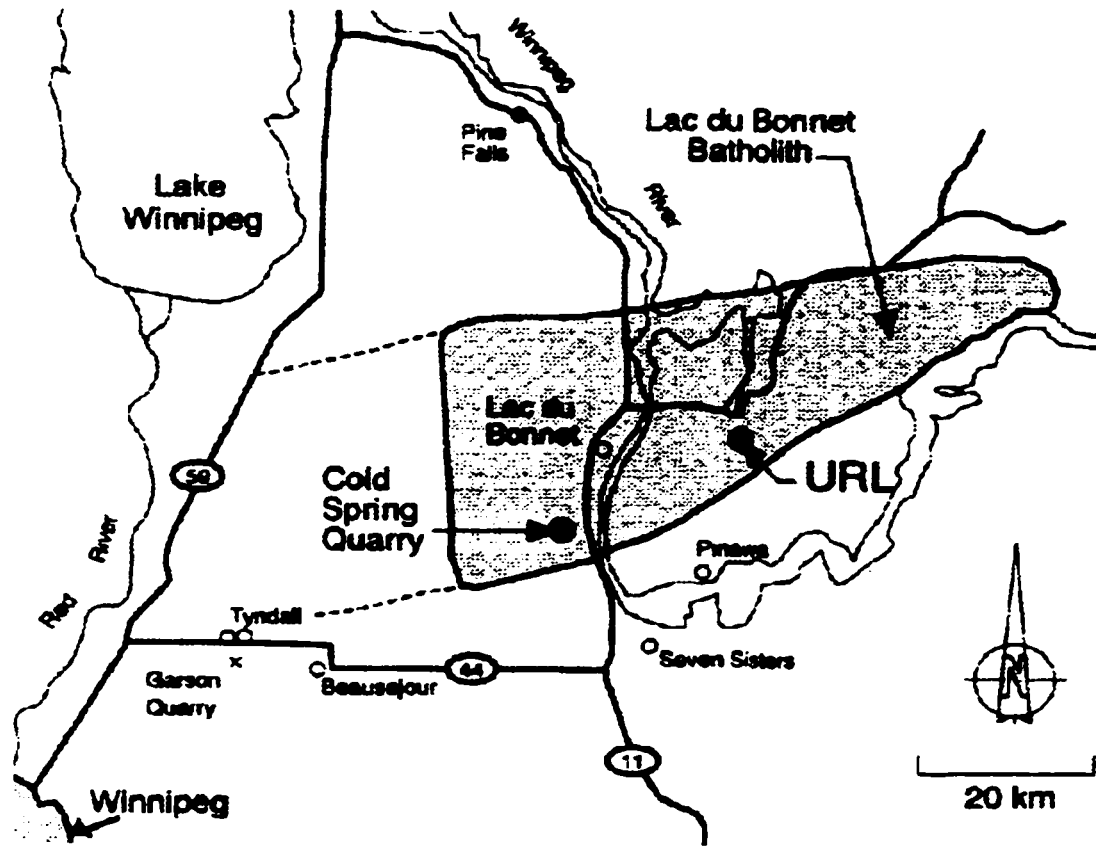 Winnipeg
River
Pine
Falls
Lac du Bonnet
Batholith
Lake
Winnipeg
Lac du
Bonnet
59
URL
Cold
Spring
Quarry
Red River
Pinawa
Tyndall
Seven Sisters
44
Garson
Quarry
Beausejour
N
11
20 km
Winnipeg